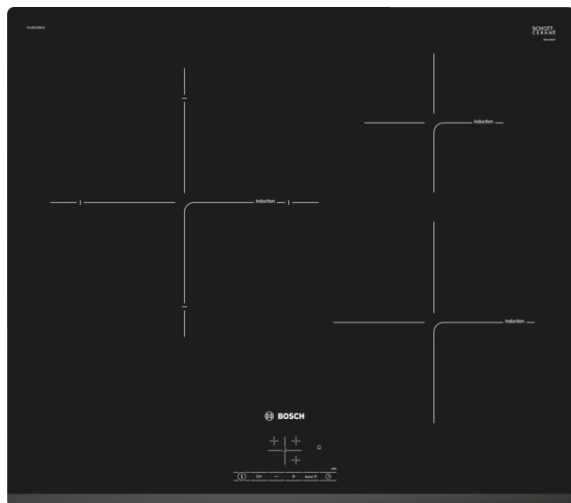 SCHOTT
CERAN®
induction
induction
induction
BOSCH
boost